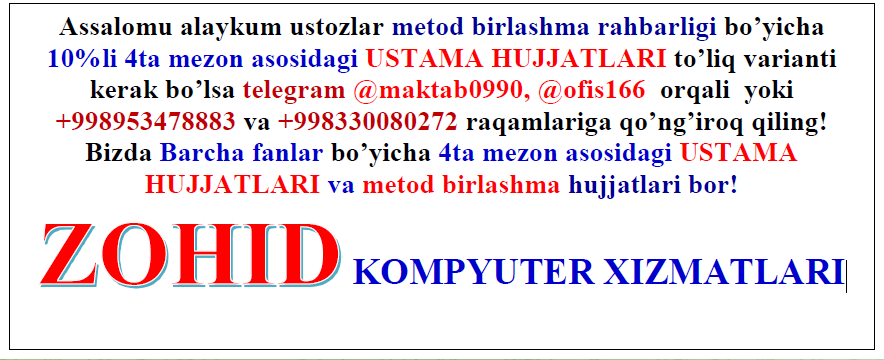 Assalomu alaykum ustozlar metod birlashma rahbarligi bo’yicha
10%li 4ta mezon asosidagi USTAMA HUJJATLARI to’liq varianti
kerak bo’lsa telegram @maktab0990, @ofis166 orqali yoki
+998953478883 va +998330080272 raqamlariga qo’ng’iroq qiling!
Bizda Barcha fanlar bo’yicha 4ta mezon asosidagi USTAMA
HUJJATLARI va metod birlashma hujjatlari bor!
ZOHID KOMPYUTER XIZMATLARI